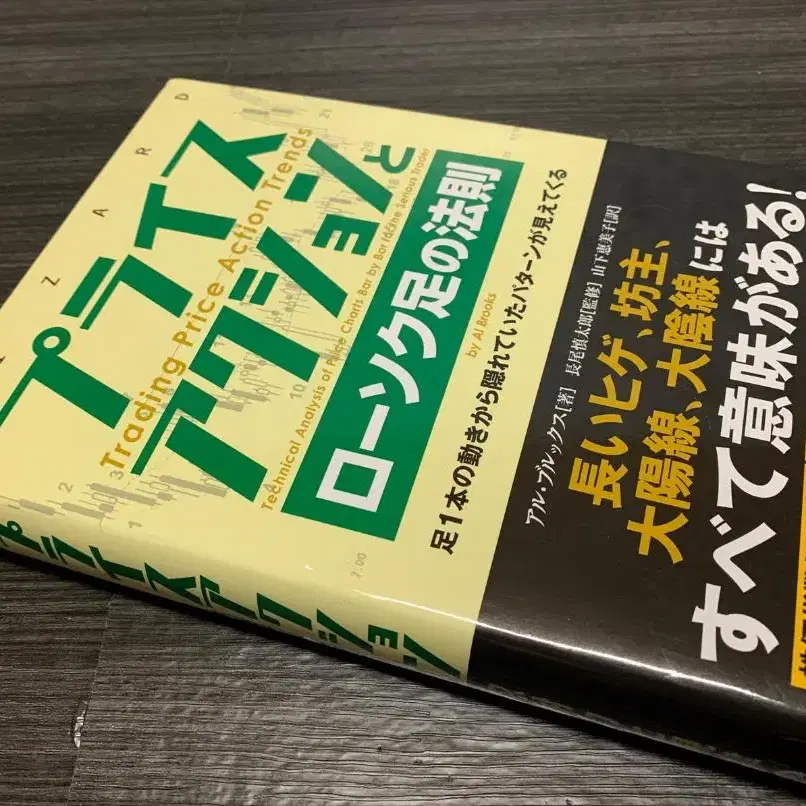 Z A R D
プライス
アクションと
Trading Price Action Trends
ローソク足の法則
Technical Analysis of Price Charts Bar by Bar for the Serious Trader
by Al Brooks
足1本の動きから隠れていたパターンが見えてくる
アル・ブルックス[著] 長尾慎太郎[監修] 山下恵美子[訳]
長いヒゲ、坊主、
大陽線、大陰線には
すべて意味がある!
プライスアクション